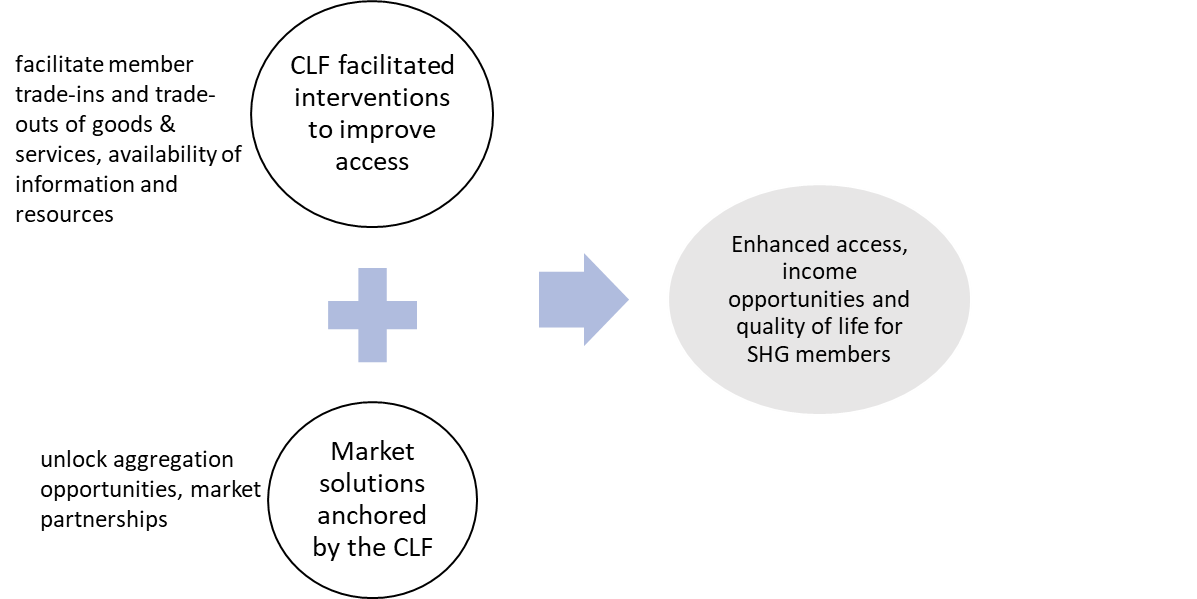 facilitate member
trade-ins and trade-
outs of goods &
services, availability of
information and
resources
CLF facilitated
interventions
to improve
access
unlock aggregation
opportunities, market
partnerships
Market
solutions
anchored
by the CLF
Enhanced access,
income
opportunities and
quality of life for
SHG members